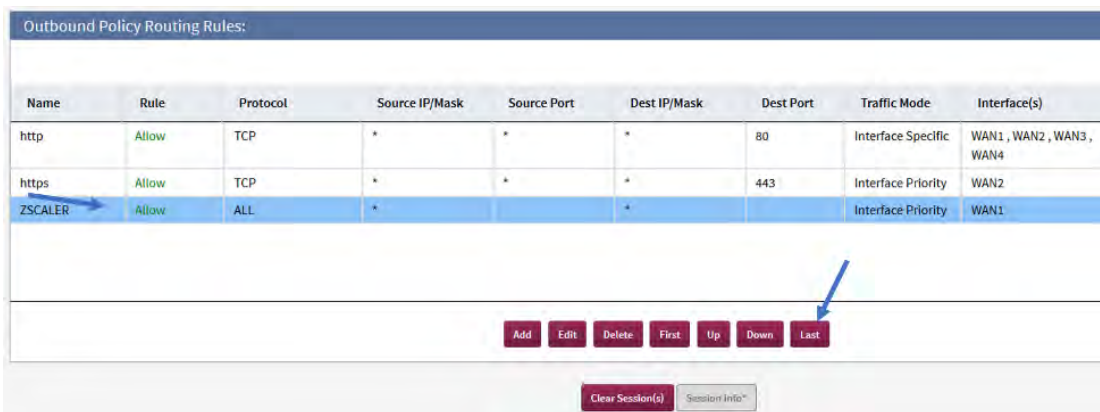 Outbound Policy Routing Rules:
Name Rule Protocol Source IP/Mask Source Port Dest IP/Mask Dest Port Traffic Mode Interface(s)
http Allow TCP * * * 80 Interface Specific WAN1 , WAN2 , WAN3 ,
WAN4
https Allow TCP * * * 443 Interface Priority WAN2
ZSCALER Allow ALL * * Interface Priority WAN1
Add Edit Delete First Up Down Last
Clear Session(s) Session Info*